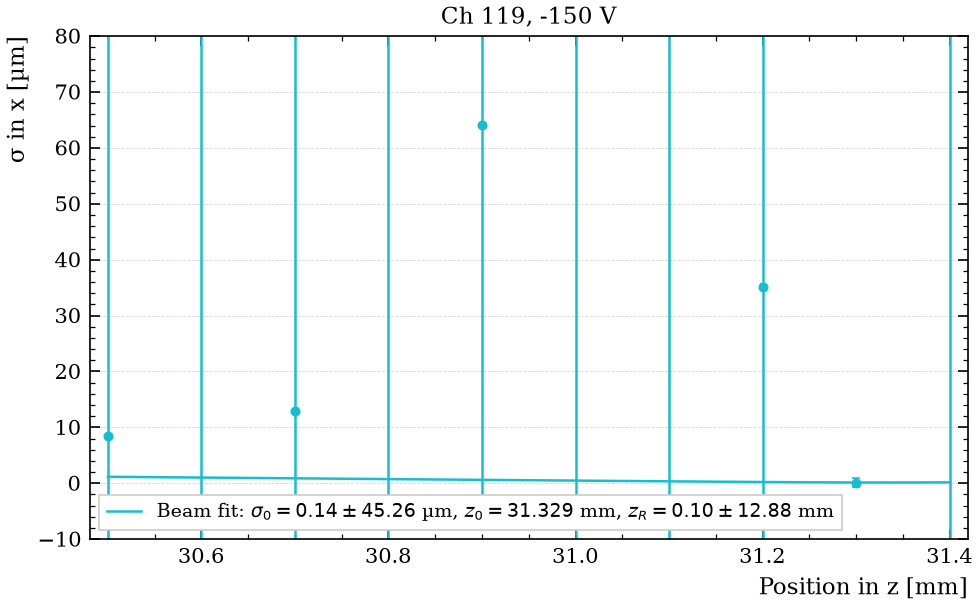 Ch 119, -150 V
σ in x [µm]
80
70
60
50
40
30
20
10
0
−10
Beam fit: σ₀ = 0.14 ± 45.26 µm, z₀ = 31.329 mm, z_R = 0.10 ± 12.88 mm
30.6 30.8 31.0 31.2 31.4
Position in z [mm]